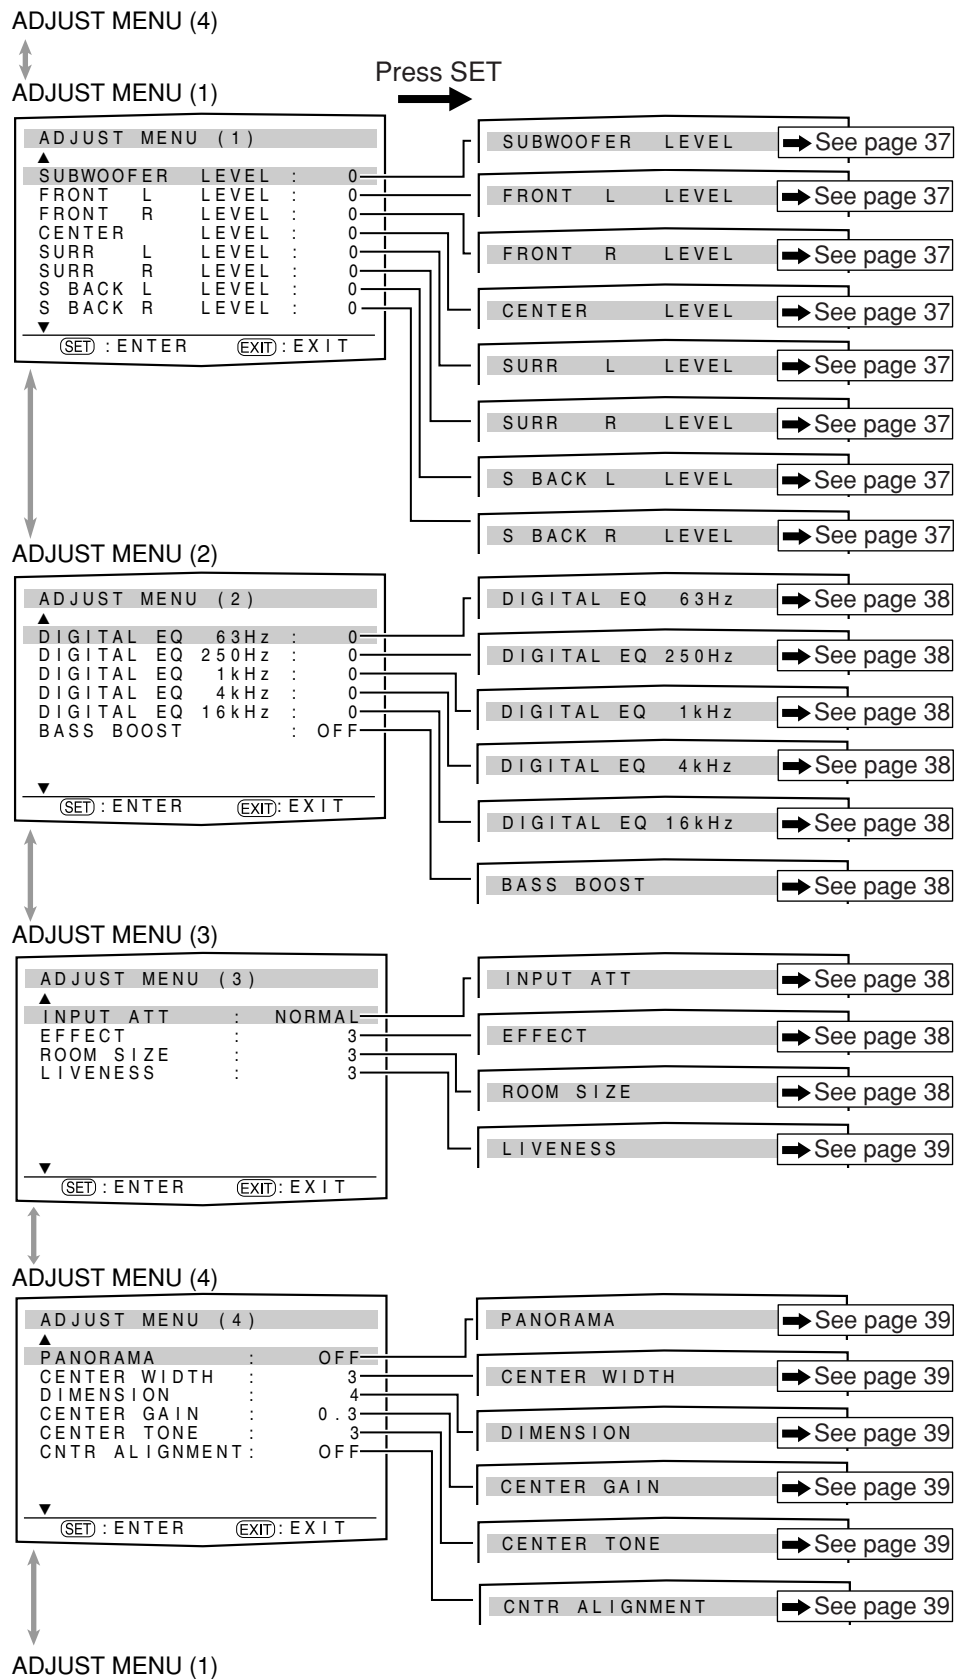 ADJUST MENU (4)
Press SET
ADJUST MENU (1)
ADJUST MENU (1)
SUBWOOFER LEVEL : 0
FRONT L LEVEL : 0
FRONT R LEVEL : 0
CENTER LEVEL : 0
SURR L LEVEL : 0
SURR R LEVEL : 0
S BACK L LEVEL : 0
S BACK R LEVEL : 0
SET : ENTER EXIT : EXIT
SUBWOOFER LEVEL See page 37
FRONT L LEVEL See page 37
FRONT R LEVEL See page 37
CENTER LEVEL See page 37
SURR L LEVEL See page 37
SURR R LEVEL See page 37
S BACK L LEVEL See page 37
S BACK R LEVEL See page 37
ADJUST MENU (2)
ADJUST MENU (2)
DIGITAL EQ 63Hz : 0
DIGITAL EQ 250Hz : 0
DIGITAL EQ 1kHz : 0
DIGITAL EQ 4kHz : 0
DIGITAL EQ 16kHz : 0
BASS BOOST : OFF
SET : ENTER EXIT : EXIT
DIGITAL EQ 63Hz See page 38
DIGITAL EQ 250Hz See page 38
DIGITAL EQ 1kHz See page 38
DIGITAL EQ 4kHz See page 38
DIGITAL EQ 16kHz See page 38
BASS BOOST See page 38
ADJUST MENU (3)
ADJUST MENU (3)
INPUT ATT : NORMAL
EFFECT : 3
ROOM SIZE : 3
LIVENESS : 3
SET : ENTER EXIT : EXIT
INPUT ATT See page 38
EFFECT See page 38
ROOM SIZE See page 38
LIVENESS See page 39
ADJUST MENU (4)
ADJUST MENU (4)
PANORAMA : OFF
CENTER WIDTH : 3
DIMENSION : 4
CENTER GAIN : 0.3
CENTER TONE : 3
CNTR ALIGNMENT : OFF
SET : ENTER EXIT : EXIT
PANORAMA See page 39
CENTER WIDTH See page 39
DIMENSION See page 39
CENTER GAIN See page 39
CENTER TONE See page 39
CNTR ALIGNMENT See page 39
ADJUST MENU (1)